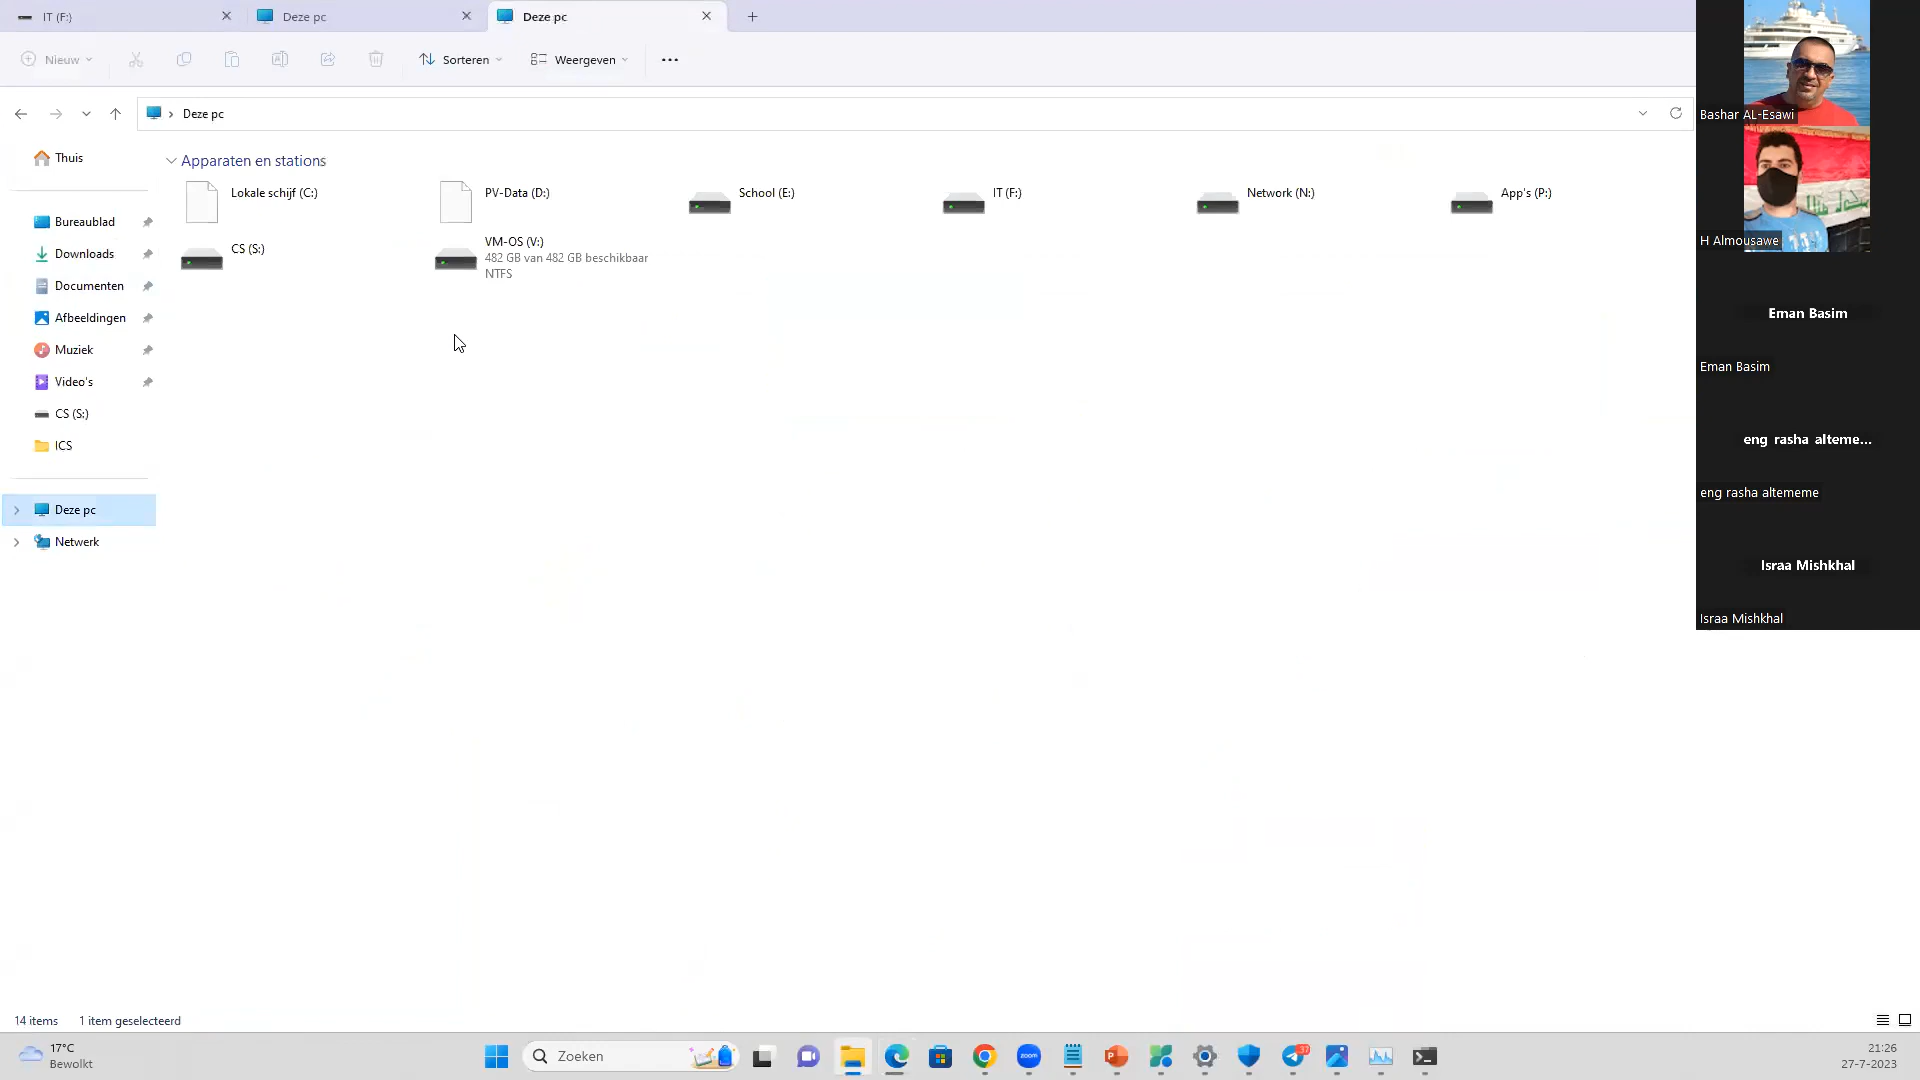 IT (F:)
Deze pc
Deze pc
Nieuw
Sorteren
Weergeven
Deze pc
Thuis
Bureaublad
Downloads
Documenten
Afbeeldingen
Muziek
Video's
CS (S:)
ICS
Deze pc
Netwerk
Apparaten en stations
Lokale schijf (C:)
PV-Data (D:)
School (E:)
IT (F:)
Network (N:)
App's (P:)
CS (S:)
VM-OS (V:)
482 GB van 482 GB beschikbaar
NTFS
Bashar AL-Esawi
H Almousawe
Eman Basim
Eman Basim
eng rasha alteme...
eng rasha altememe
Israa Mishkhal
Israa Mishkhal
14 items 1 item geselecteerd
17°C
Bewolkt
Zoeken
zoom
37
21:26
27-7-2023